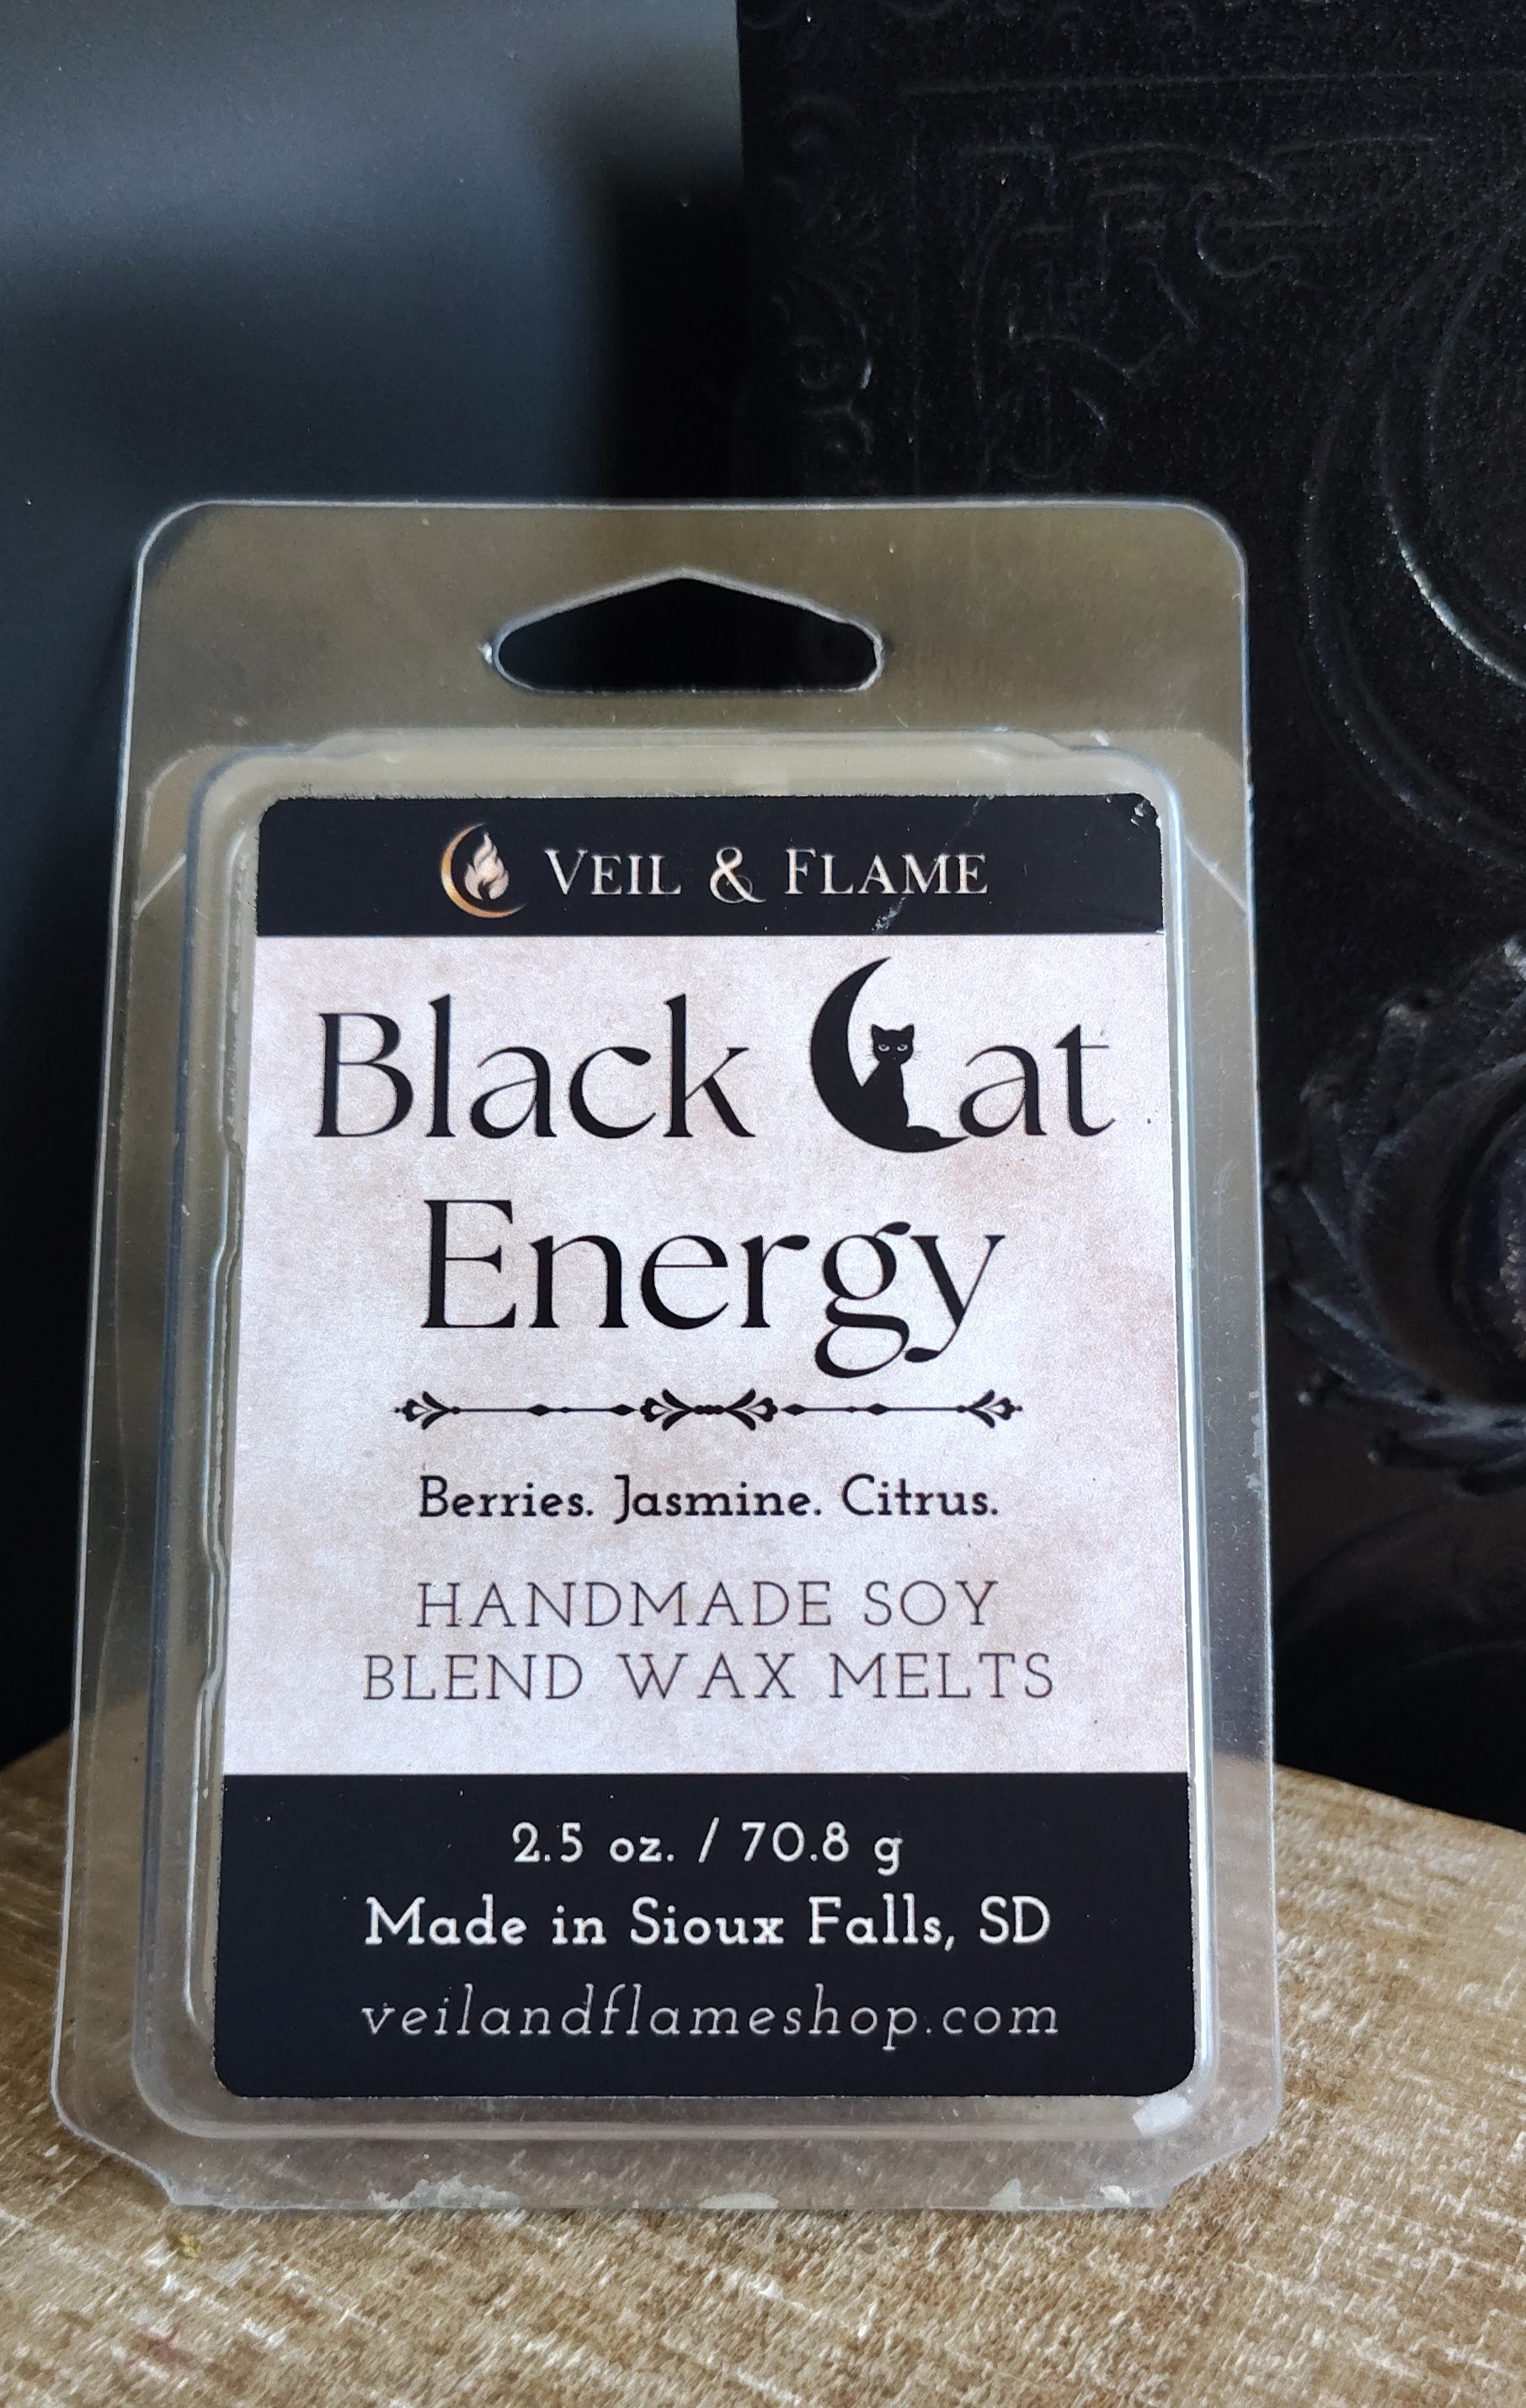 VEIL & FLAME
Black Cat
Energy
Berries. Jasmine. Citrus.
HANDMADE SOY
BLEND WAX MELTS
2.5 oz. / 70.8 g
Made in Sioux Falls, SD
veilandflameshop.com